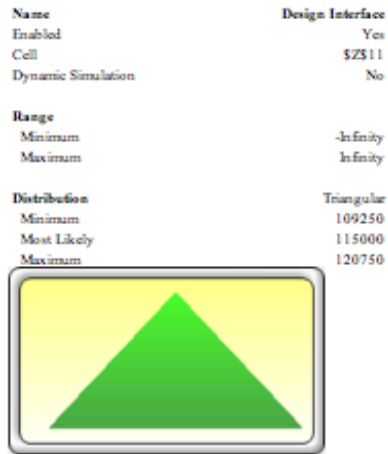 Name Design Interface
Enabled Yes
Cell $Z$11
Dynamic Simulation No
Range
Minimum -Infinity
Maximum Infinity
Distribution Triangular
Minimum 109250
Most Likely 115000
Maximum 120750